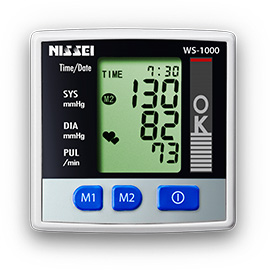 NISSEI WS-1000
Time/Date TIME 7:30
SYS
mmHg
M2 130
DIA
mmHg
82
PUL
/min
73
OK
M1 M2